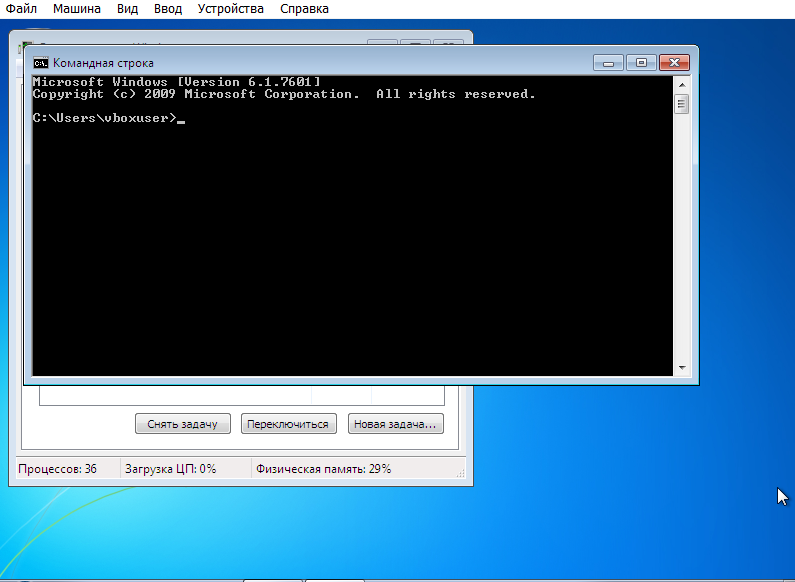 Файл Машина Вид Ввод Устройства Справка
Командная строка
Microsoft Windows [Version 6.1.7601]
Copyright (c) 2009 Microsoft Corporation. All rights reserved.
C:\Users\vboxuser>_
Снять задачу Переключиться Новая задача...
Процессов: 36 Загрузка ЦП: 0% Физическая память: 29%